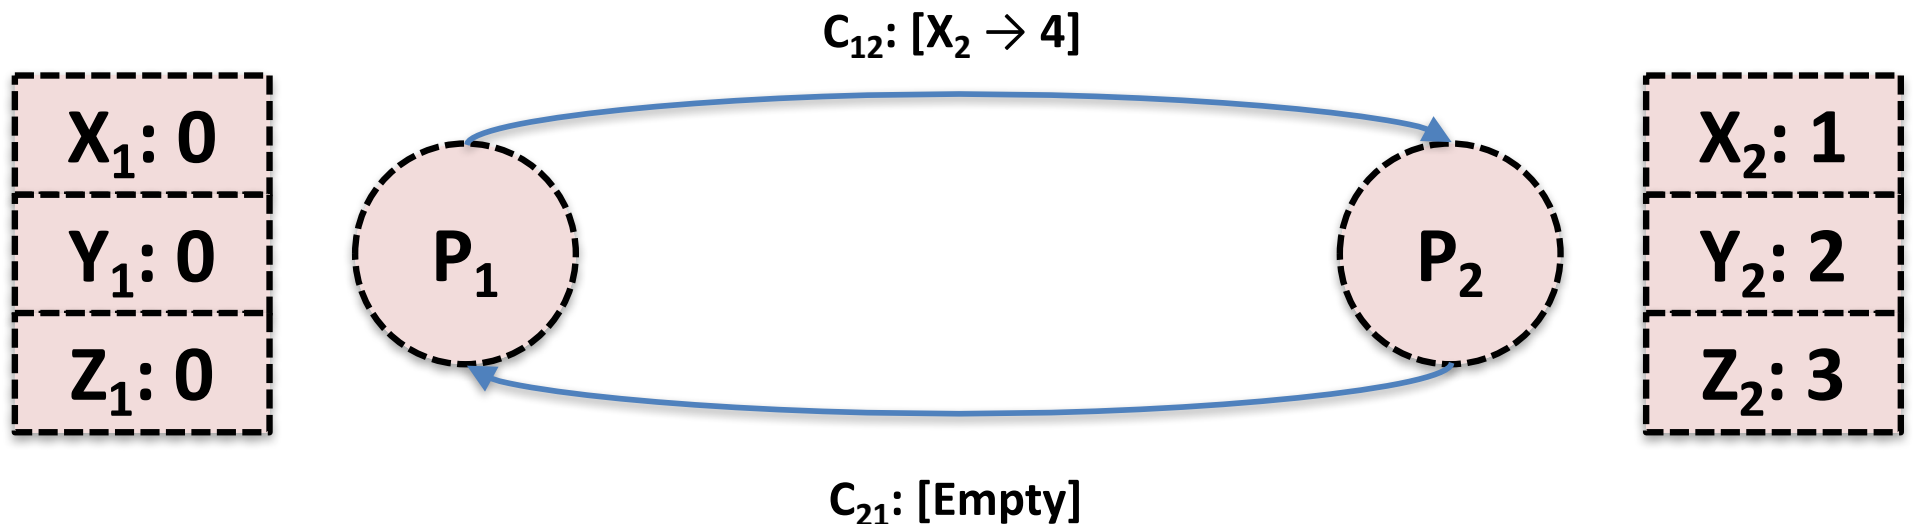 C₁₂: [X₂ → 4]
X₁: 0
Y₁: 0
Z₁: 0
P₁
P₂
X₂: 1
Y₂: 2
Z₂: 3
C₂₁: [Empty]